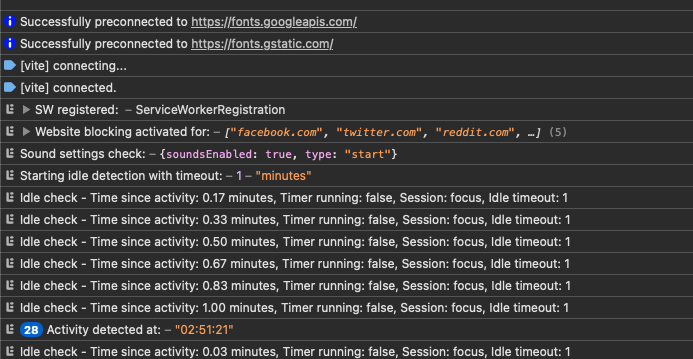 Successfully preconnected to https://fonts.googleapis.com/
Successfully preconnected to https://fonts.gstatic.com/
[vite] connecting...
[vite] connected.
SW registered: – ServiceWorkerRegistration
Website blocking activated for: – ["facebook.com", "twitter.com", "reddit.com", …] (5)
Sound settings check: – {soundsEnabled: true, type: "start"}
Starting idle detection with timeout: – 1 – "minutes"
Idle check - Time since activity: 0.17 minutes, Timer running: false, Session: focus, Idle timeout: 1
Idle check - Time since activity: 0.33 minutes, Timer running: false, Session: focus, Idle timeout: 1
Idle check - Time since activity: 0.50 minutes, Timer running: false, Session: focus, Idle timeout: 1
Idle check - Time since activity: 0.67 minutes, Timer running: false, Session: focus, Idle timeout: 1
Idle check - Time since activity: 0.83 minutes, Timer running: false, Session: focus, Idle timeout: 1
Idle check - Time since activity: 1.00 minutes, Timer running: false, Session: focus, Idle timeout: 1
28 Activity detected at: – "02:51:21"
Idle check - Time since activity: 0.03 minutes, Timer running: false, Session: focus, Idle timeout: 1